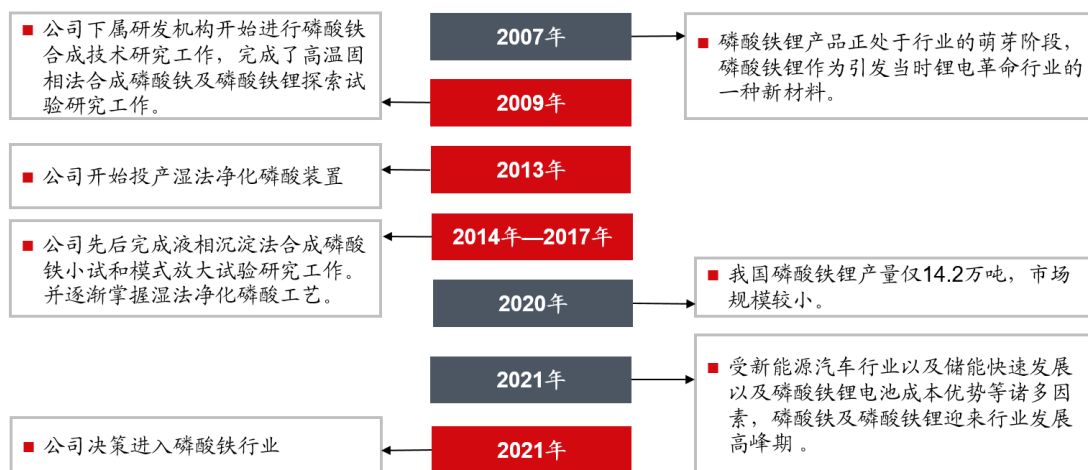 2007年
磷酸铁锂产品正处于行业的萌芽阶段，
磷酸铁锂作为引发当时锂电革命行业的
一种新材料。
公司下属研发机构开始进行磷酸铁
合成技术研究工作，完成了高温固
相法合成磷酸铁及磷酸铁锂探索试
验研究工作。
2009年
公司开始投产湿法净化磷酸装置
2013年
公司先后完成液相沉淀法合成磷酸
铁小试和模式放大试验研究工作。
并逐渐掌握湿法净化磷酸工艺。
2014年—2017年
2020年
我国磷酸铁锂产量仅14.2万吨，市场
规模较小。
2021年
受新能源汽车行业以及储能快速发展
以及磷酸铁锂电池成本优势等诸多因
素，磷酸铁及磷酸铁锂迎来行业发展
高峰期。
公司决策进入磷酸铁行业
2021年